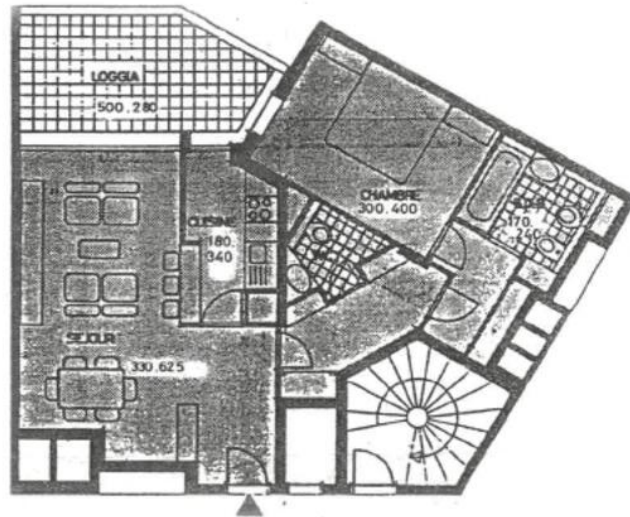 LOGGIA
500.280
CHAMBRE
300.400
CUISINE
180.
340
170.
240
SEJOUR
330.625